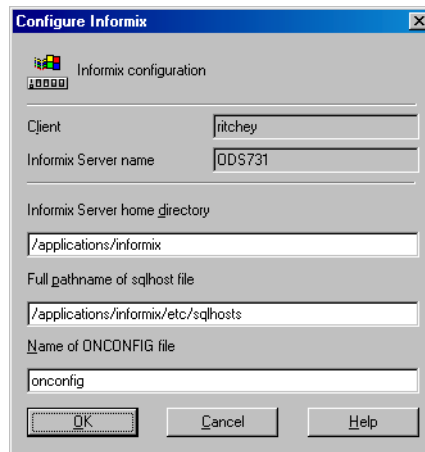 Configure Informix
Informix configuration
Client ritchey
Informix Server name ODS731
Informix Server home directory
/applications/informix
Full pathname of sqlhost file
/applications/informix/etc/sqlhosts
Name of ONCONFIG file
onconfig
OK Cancel Help